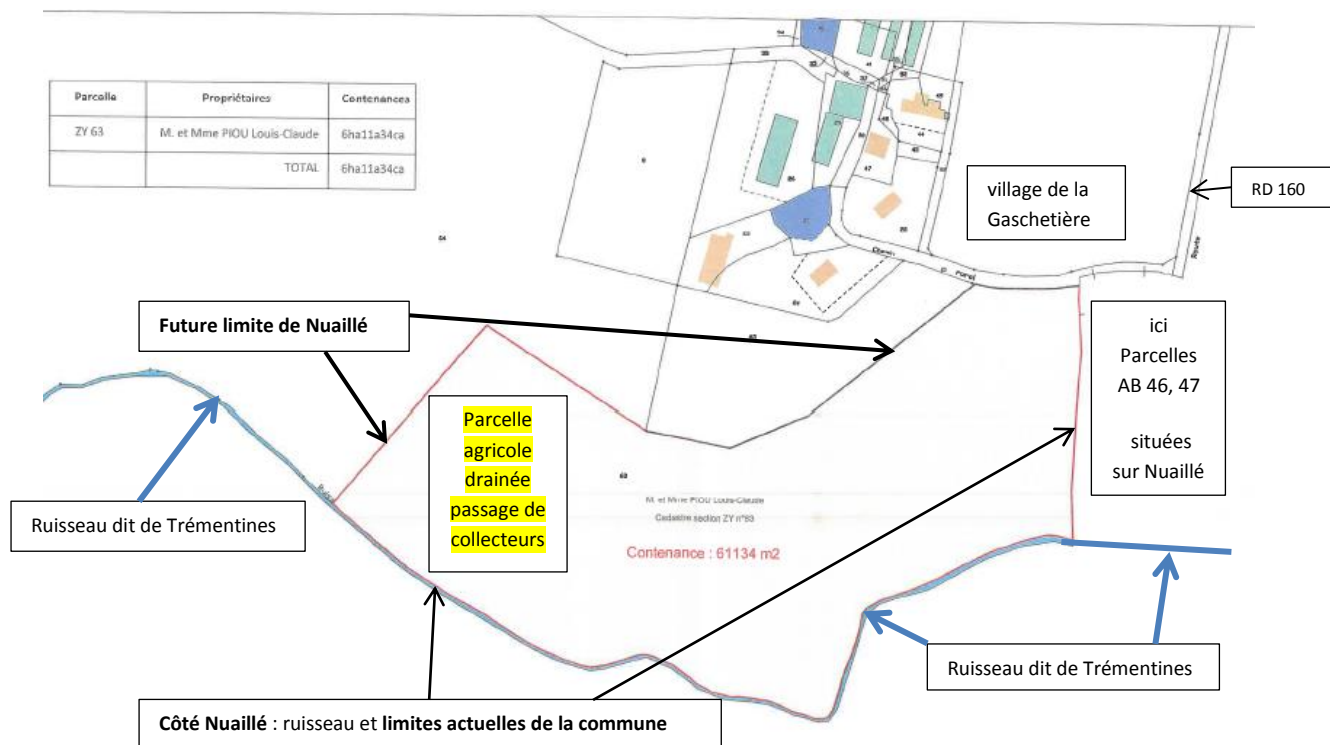 Parcelle Propriétaires Contenances
ZY 63 M. et Mme PIOU Louis-Claude 6ha11a34ca
TOTAL 6ha11a34ca
village de la
Gaschetière
RD 160
Route
Chemin
Future limite de Nuaillé
ici
Parcelles
AB 46, 47
situées
sur Nuaillé
Parcelle
agricole
drainée
passage de
collecteurs
Ruisseau dit de Trémentines
63
M. et Mme PIOU Louis-Claude
Cadastre section ZY n°63
Contenance : 61134 m2
Ruisseau dit de Trémentines
Côté Nuaillé : ruisseau et limites actuelles de la commune